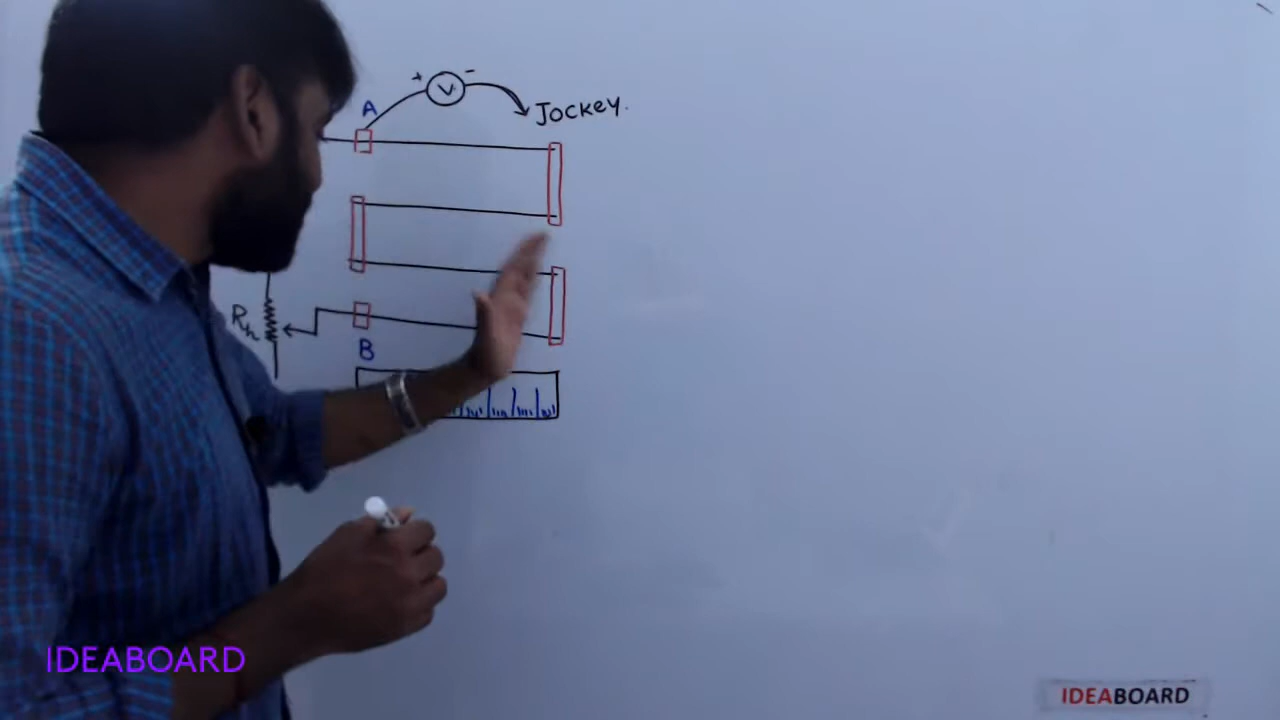 + V -
A
Jockey.
Rh
B
IDEABOARD
IDEABOARD